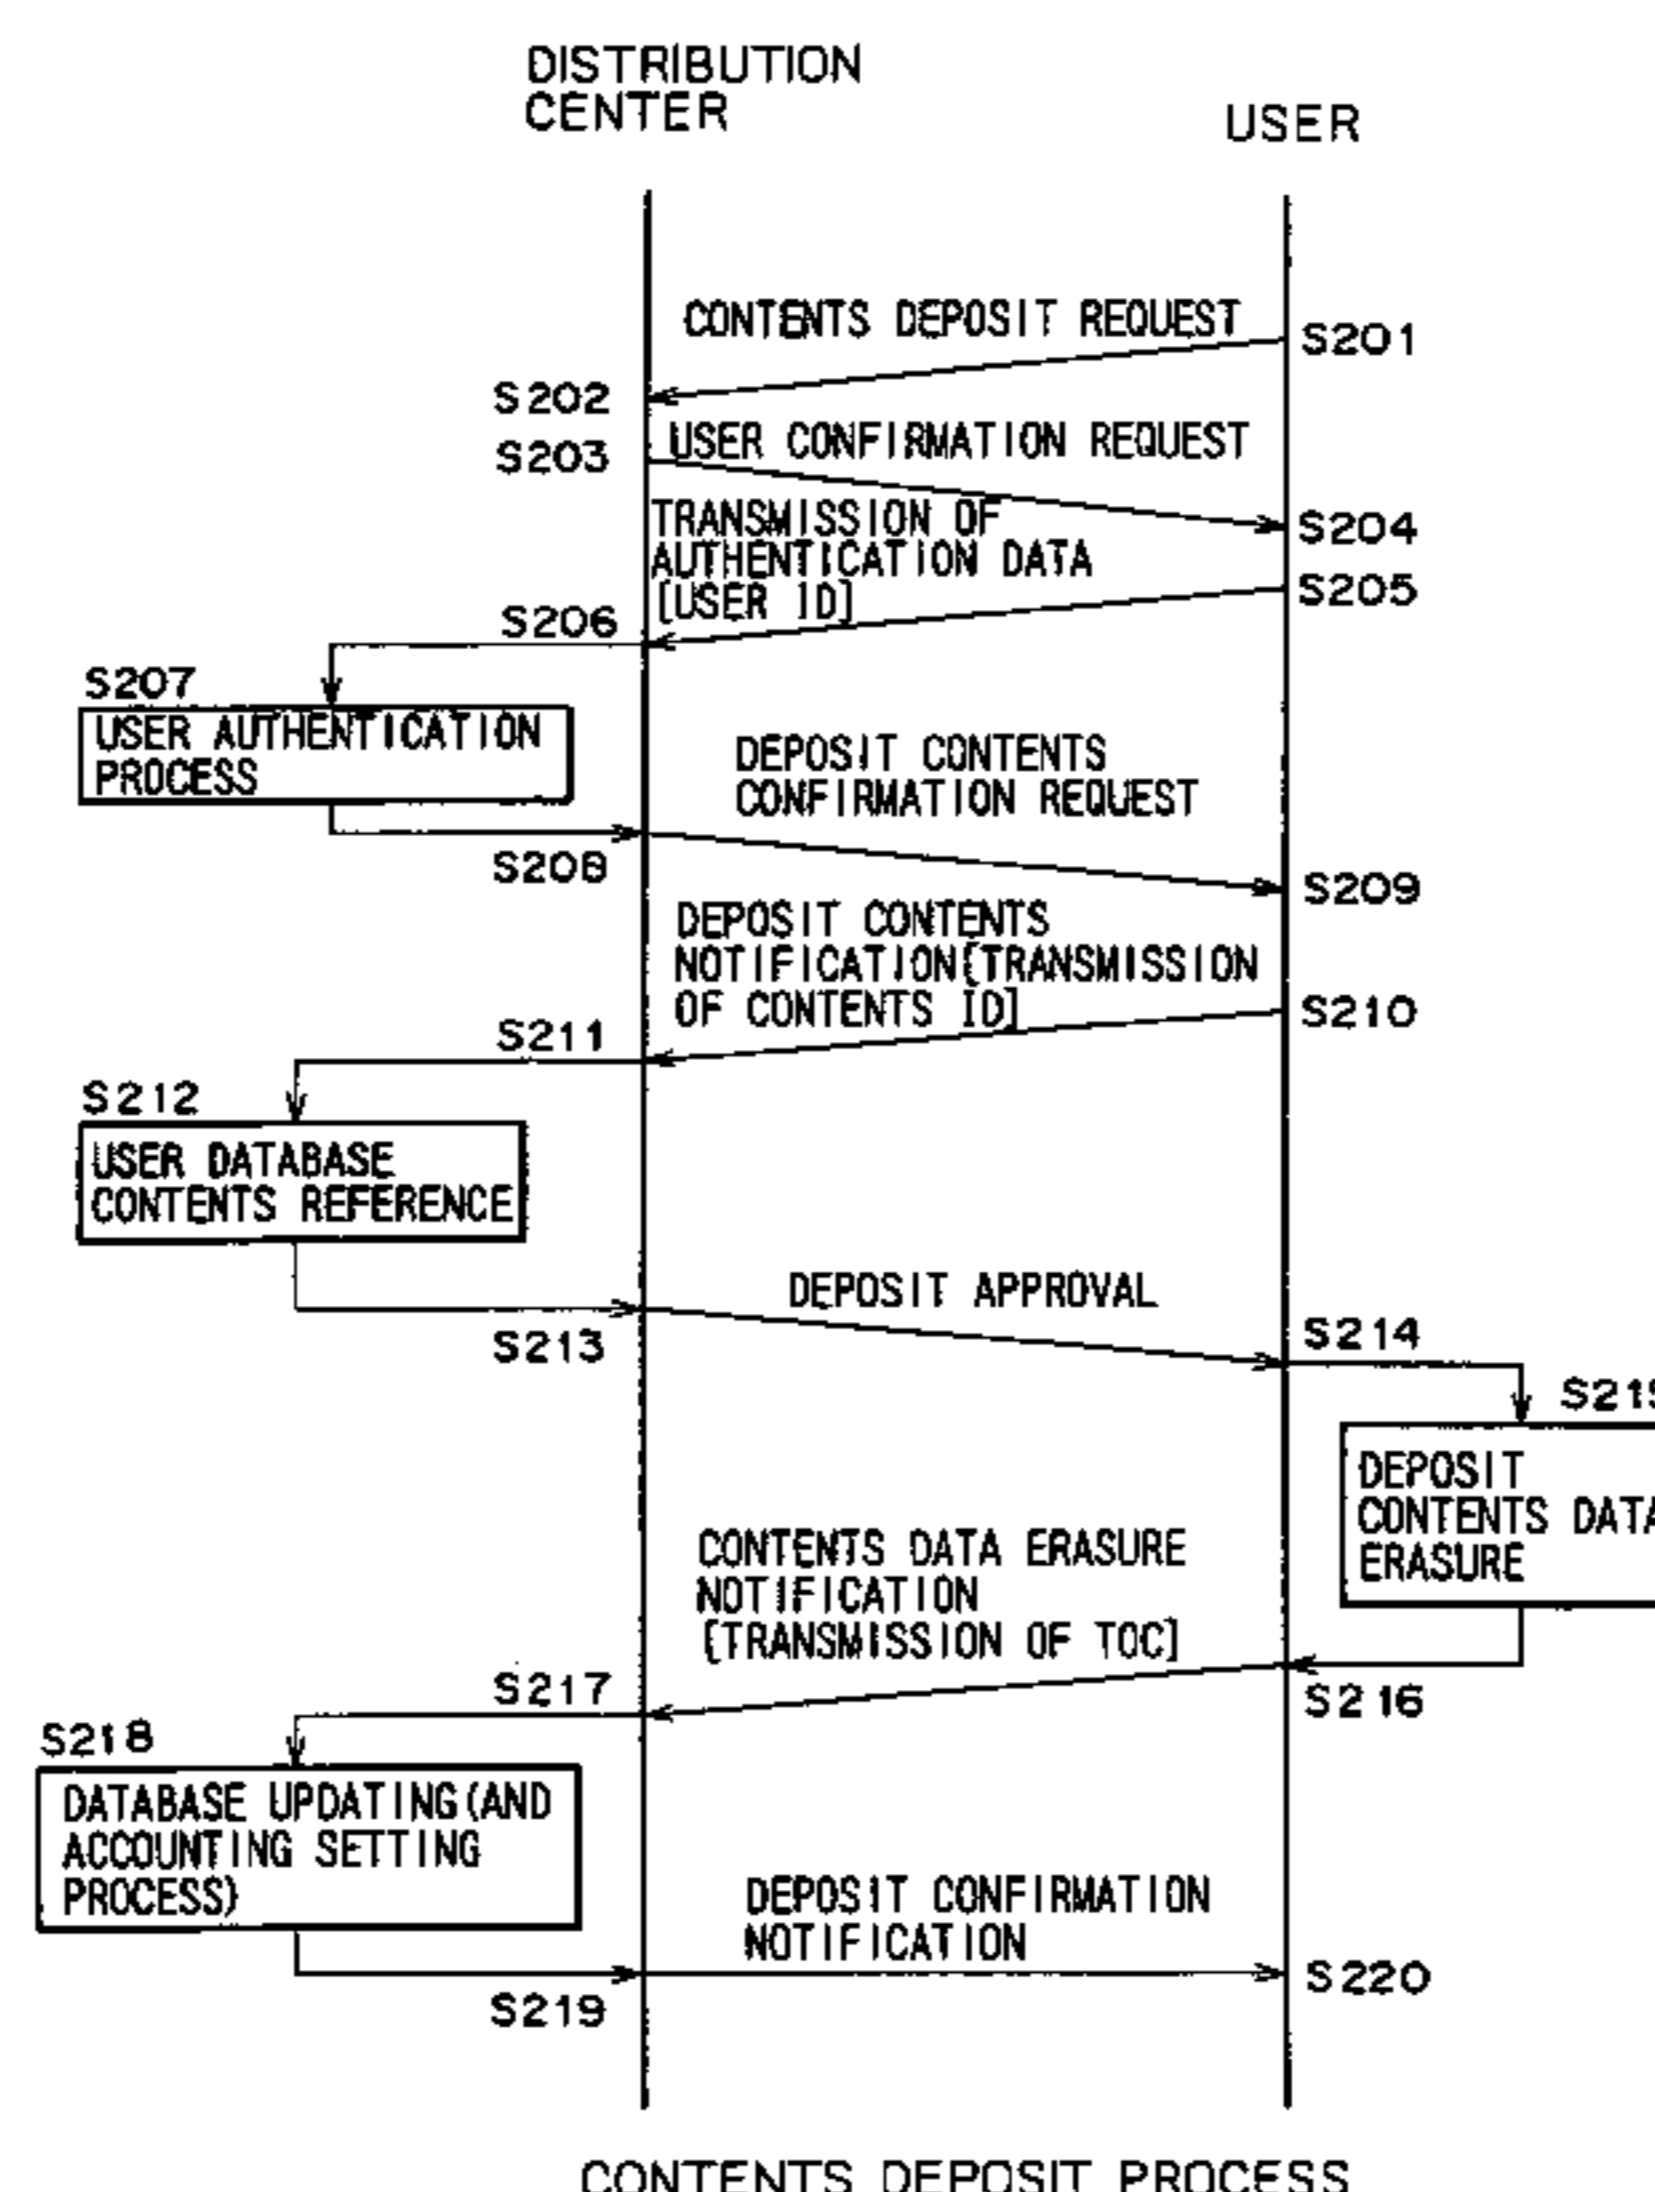 DISTRIBUTION
CENTER
USER
CONTENTS DEPOSIT REQUEST
S201
S202
USER CONFIRMATION REQUEST
S203
TRANSMISSION OF
AUTHENTICATION DATA
[USER ID]
S204
S205
S206
S207
USER AUTHENTICATION
PROCESS
DEPOSIT CONTENTS
CONFIRMATION REQUEST
S208
S209
DEPOSIT CONTENTS
NOTIFICATION[TRANSMISSION
OF CONTENTS ID]
S210
S211
S212
USER DATABASE
CONTENTS REFERENCE
DEPOSIT APPROVAL
S213
S214
DEPOSIT
CONTENTS DATA
ERASURE
CONTENTS DATA ERASURE
NOTIFICATION
[TRANSMISSION OF TOC]
S216
S217
S218
DATABASE UPDATING(AND
ACCOUNTING SETTING
PROCESS)
DEPOSIT CONFIRMATION
NOTIFICATION
S219
S220
CONTENTS DEPOSIT PROCESS